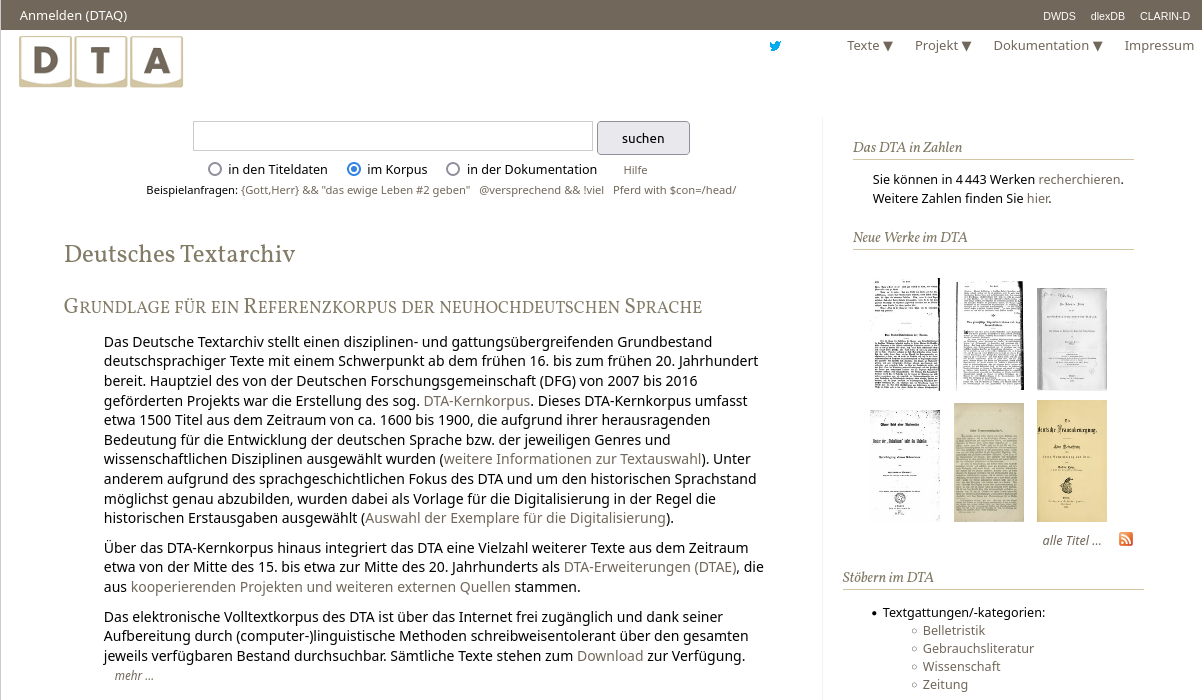 Anmelden (DTAQ)
DWDS dlexDB CLARIN-D
D T A
Texte ▼ Projekt ▼ Dokumentation ▼ Impressum
suchen
in den Titeldaten im Korpus in der Dokumentation Hilfe
Beispielanfragen: {Gott,Herr} && "das ewige Leben #2 geben" @versprechend && !viel Pferd with $con=/head/
Deutsches Textarchiv
Grundlage für ein Referenzkorpus der neuhochdeutschen Sprache
Das Deutsche Textarchiv stellt einen disziplinen- und gattungsübergreifenden Grundbestand
deutschsprachiger Texte mit einem Schwerpunkt ab dem frühen 16. bis zum frühen 20. Jahrhundert
bereit. Hauptziel des von der Deutschen Forschungsgemeinschaft (DFG) von 2007 bis 2016
geförderten Projekts war die Erstellung des sog. DTA-Kernkorpus. Dieses DTA-Kernkorpus umfasst
etwa 1500 Titel aus dem Zeitraum von ca. 1600 bis 1900, die aufgrund ihrer herausragenden
Bedeutung für die Entwicklung der deutschen Sprache bzw. der jeweiligen Genres und
wissenschaftlichen Disziplinen ausgewählt wurden (weitere Informationen zur Textauswahl). Unter
anderem aufgrund des sprachgeschichtlichen Fokus des DTA und um den historischen Sprachstand
möglichst genau abzubilden, wurden dabei als Vorlage für die Digitalisierung in der Regel die
historischen Erstausgaben ausgewählt (Auswahl der Exemplare für die Digitalisierung).
Über das DTA-Kernkorpus hinaus integriert das DTA eine Vielzahl weiterer Texte aus dem Zeitraum
etwa von der Mitte des 15. bis etwa zur Mitte des 20. Jahrhunderts als DTA-Erweiterungen (DTAE), die
aus kooperierenden Projekten und weiteren externen Quellen stammen.
Das elektronische Volltextkorpus des DTA ist über das Internet frei zugänglich und dank seiner
Aufbereitung durch (computer-)linguistische Methoden schreibweisentolerant über den gesamten
jeweils verfügbaren Bestand durchsuchbar. Sämtliche Texte stehen zum Download zur Verfügung.
mehr ...
Das DTA in Zahlen
Sie können in 4 443 Werken recherchieren.
Weitere Zahlen finden Sie hier.
Neue Werke im DTA
alle Titel ...
Stöbern im DTA
• Textgattungen/-kategorien:
◦ Belletristik
◦ Gebrauchsliteratur
◦ Wissenschaft
◦ Zeitung